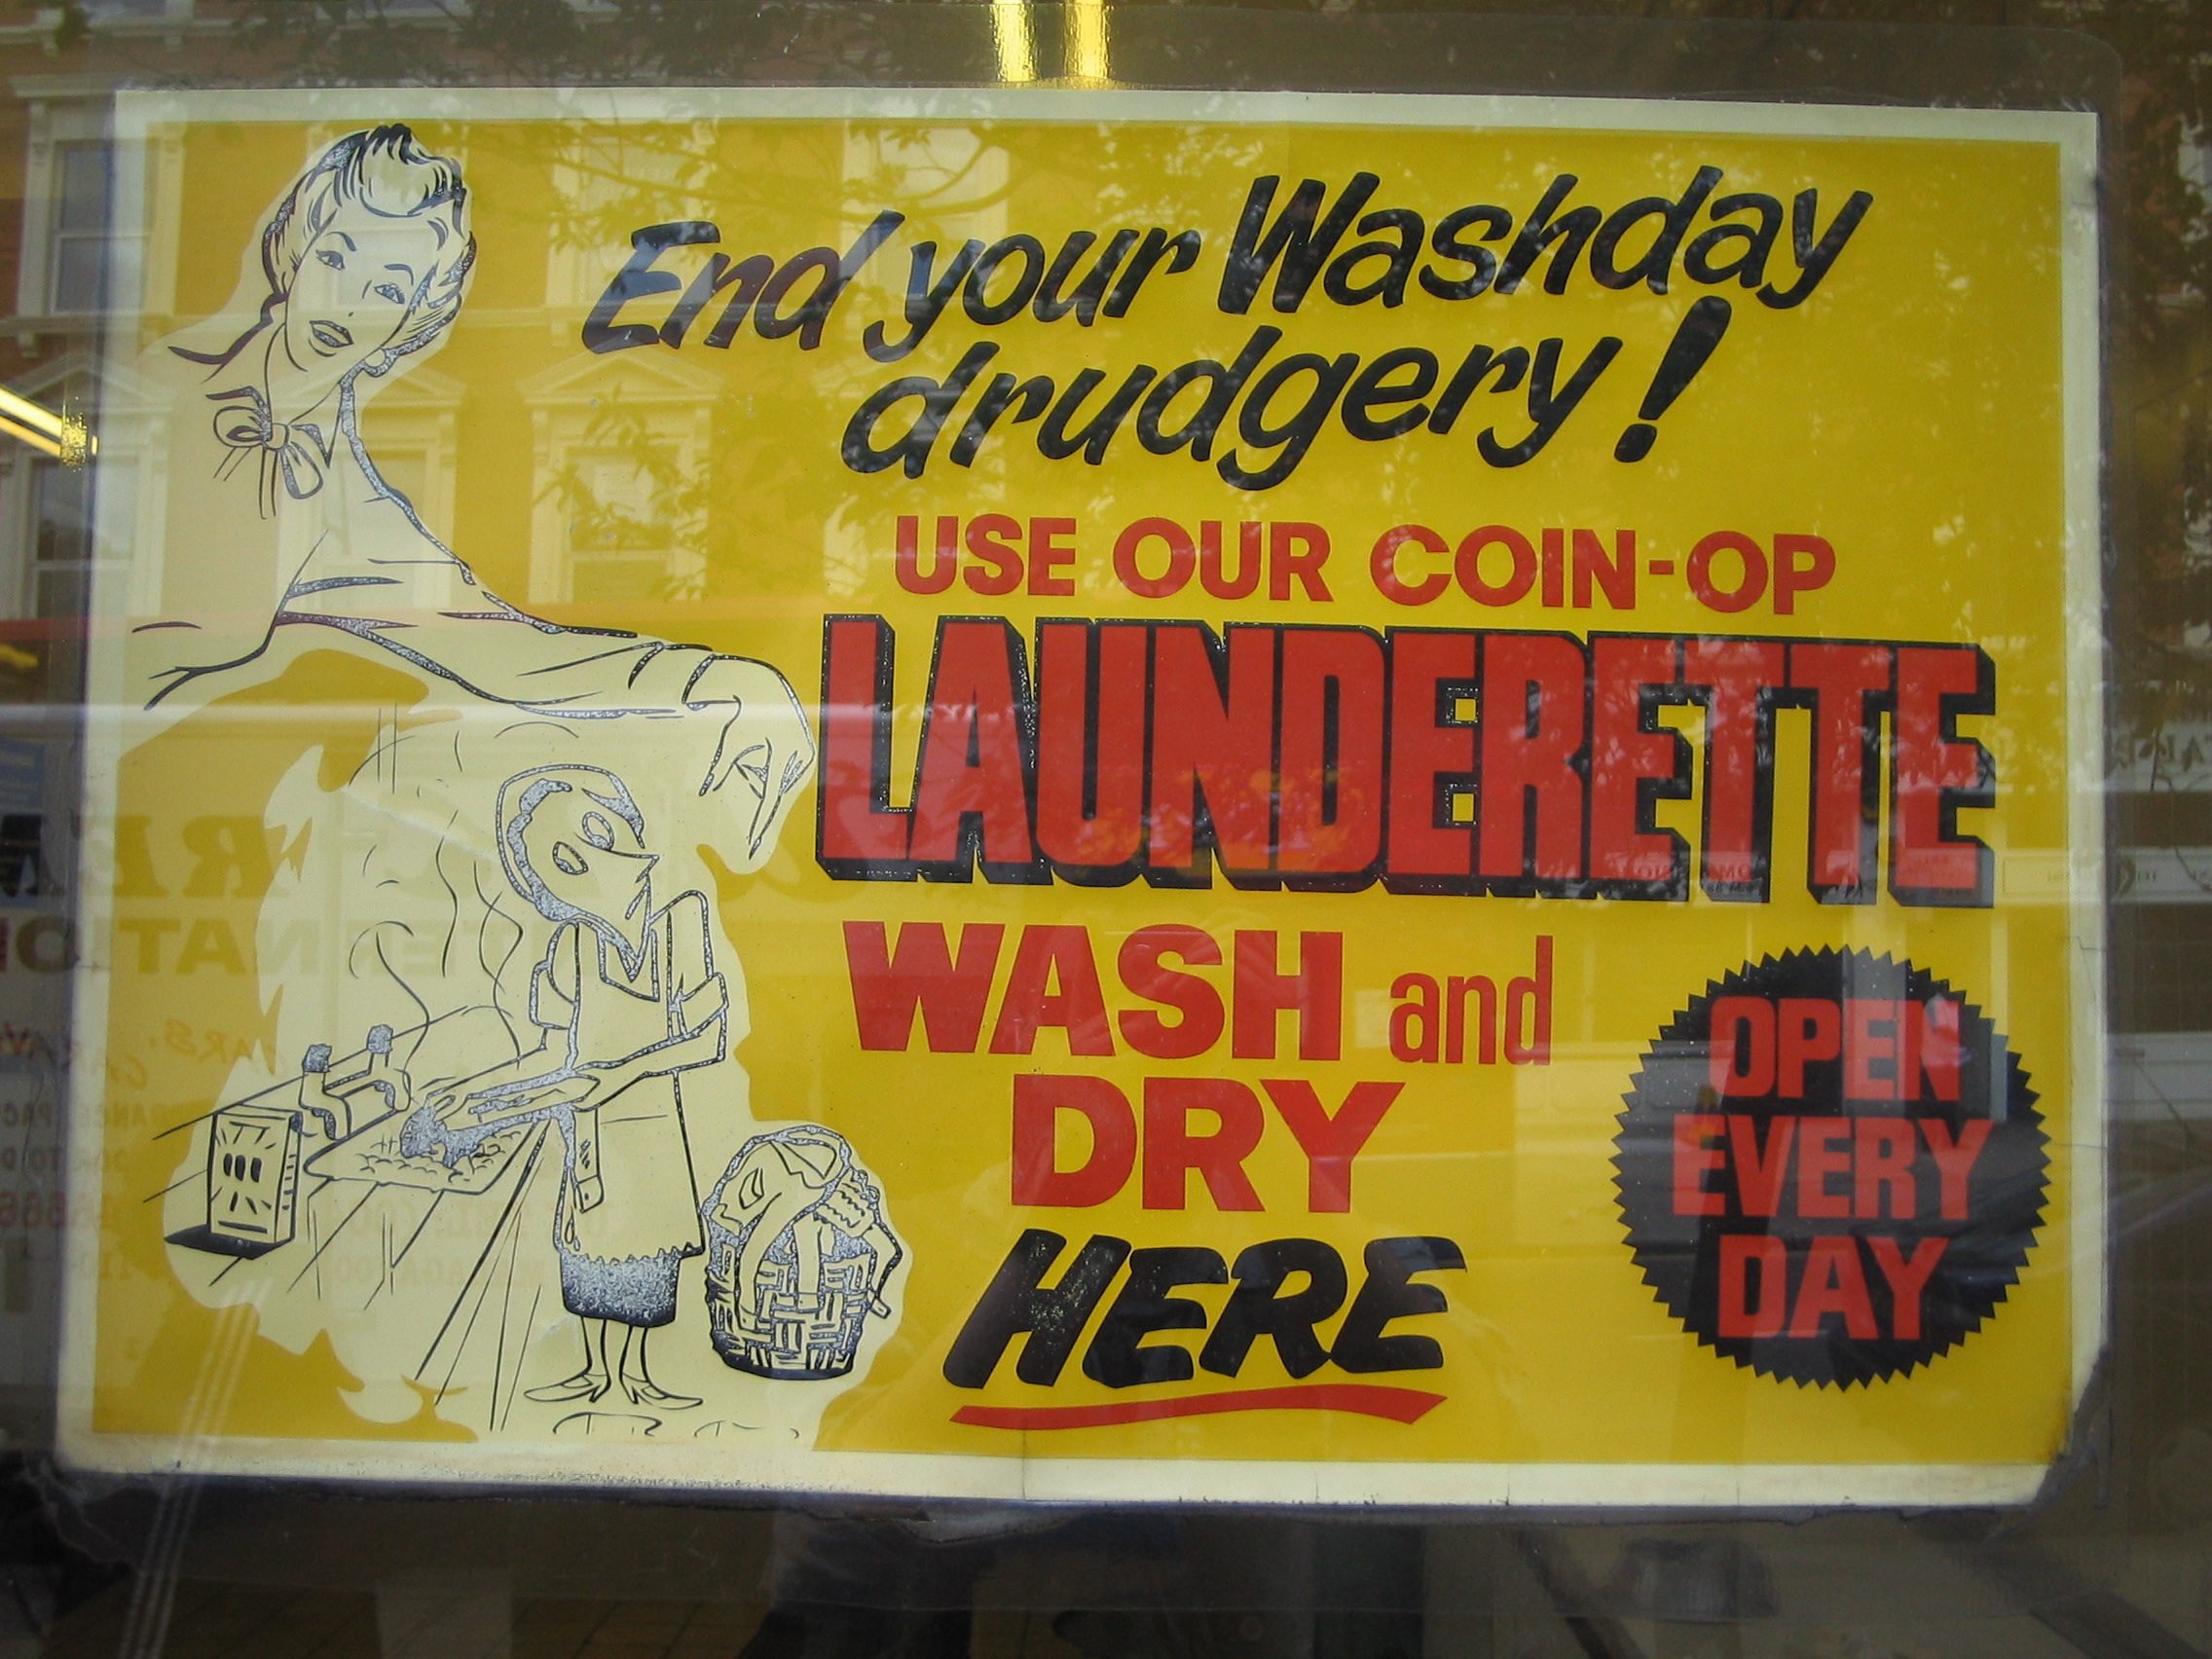 End your Washday
drudgery!
USE OUR COIN-OP
LAUNDERETTE
WASH and
DRY
HERE
OPEN
EVERY
DAY